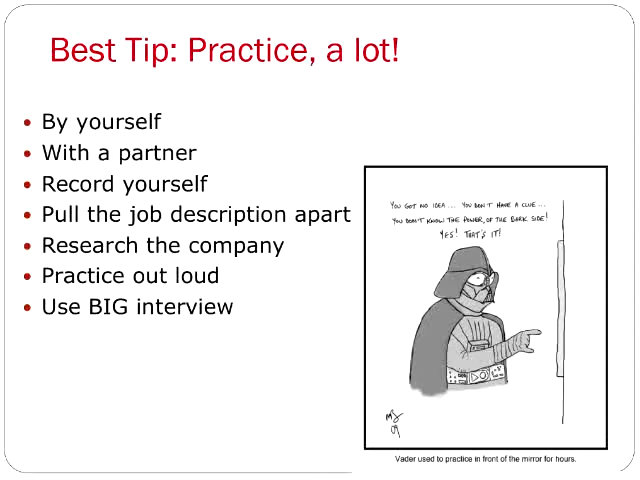 Best Tip: Practice, a lot!
• By yourself
• With a partner
• Record yourself
• Pull the job description apart
• Research the company
• Practice out loud
• Use BIG interview
YOU GOT NO IDEA... YOU DON'T HAVE A CLUE...
YOU DON'T KNOW THE POWER OF THE DARK SIDE!
YES! THAT'S IT!
MS
09
Vader used to practice in front of the mirror for hours.